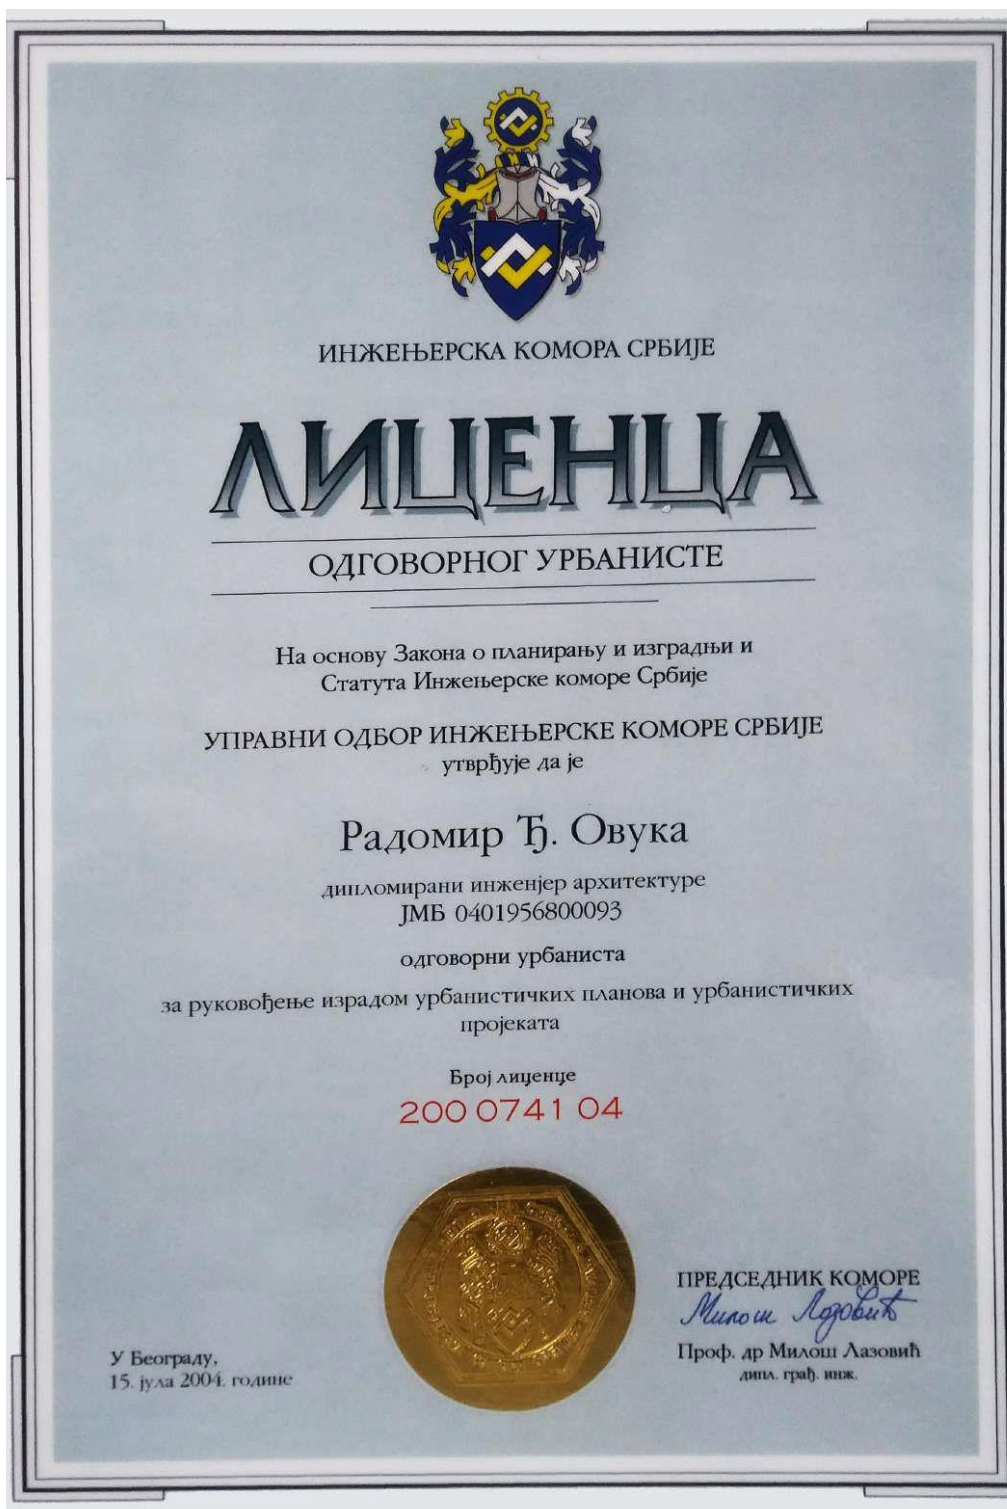 ИНЖЕЊЕРСКА КОМОРА СРБИЈЕ
ЛИЦЕНЦА
ОДГОВОРНОГ УРБАНИСТЕ
На основу Закона о планирању и изградњи и
Статута Инжењерске коморе Србије
УПРАВНИ ОДБОР ИНЖЕЊЕРСКЕ КОМОРЕ СРБИЈЕ
утврђује да је
Радомир Ђ. Овука
дипломирани инжењер архитектуре
ЈМБ 0401956800093
одговорни урбаниста
за руковођење израдом урбанистичких планова и урбанистичких
пројеката
Број лиценце
200 0741 04
У Београду,
15. јула 2004. године
ПРЕДСЕДНИК КОМОРЕ
Милош Лазовић
Проф. др Милош Лазовић
дипл. грађ. инж.